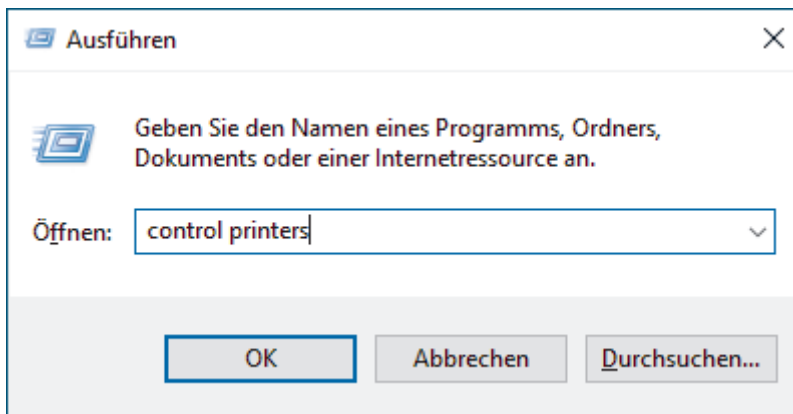 Ausführen
Geben Sie den Namen eines Programms, Ordners,
Dokuments oder einer Internetressource an.
Öffnen: control printers
OK Abbrechen Durchsuchen...